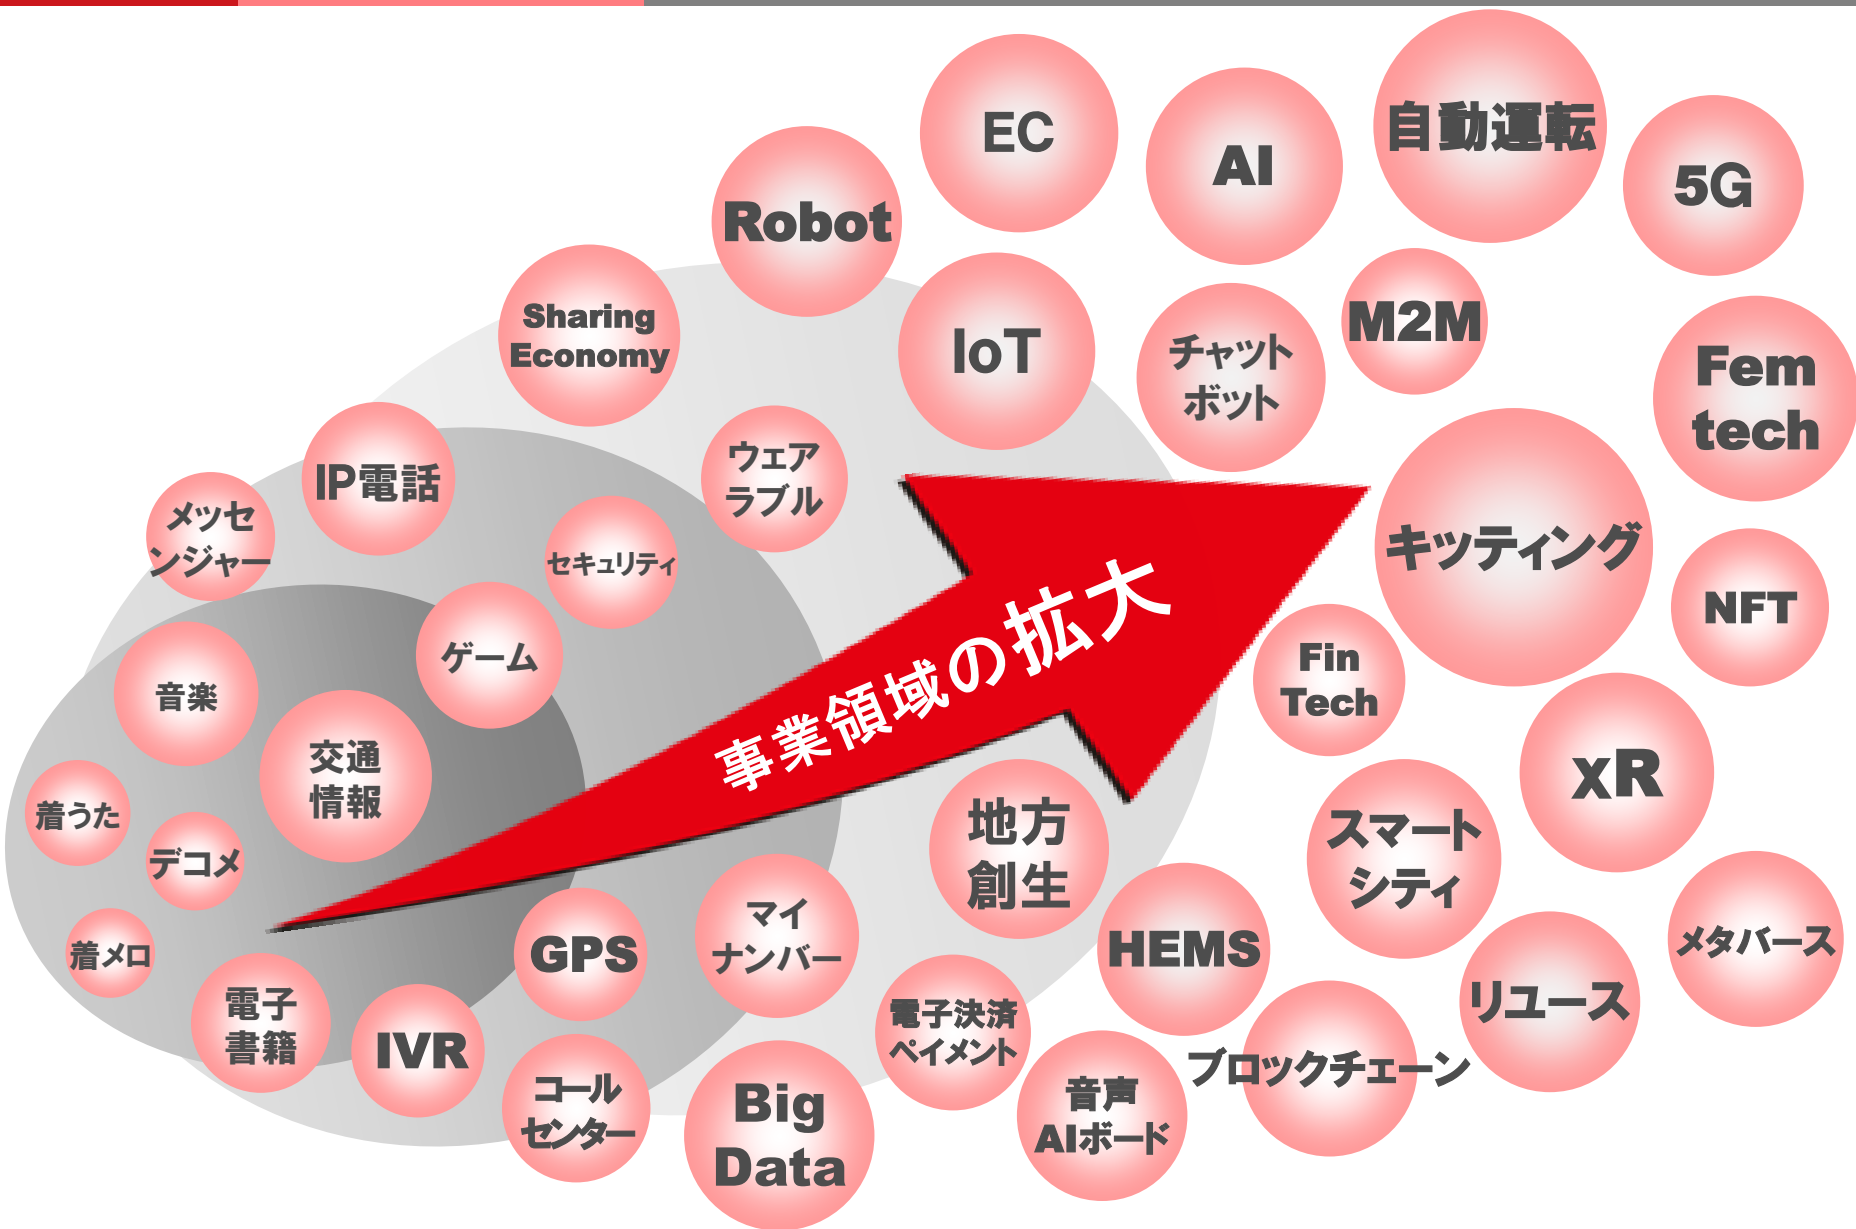 EC
AI
自動運転
5G
Robot
Sharing
Economy
IoT
チャット
ボット
M2M
Fem
tech
IP電話
ウェア
ラブル
メッセ
ンジャー
セキュリティ
キッティング
NFT
ゲーム
音楽
交通
情報
事業領域の拡大
Fin
Tech
xR
着うた
デコメ
着メロ
地方
創生
スマート
シティ
GPS
マイ
ナンバー
HEMS
メタバース
電子
書籍
IVR
電子決済
ペイメント
リユース
コール
センター
Big
Data
音声
AIボード
ブロックチェーン